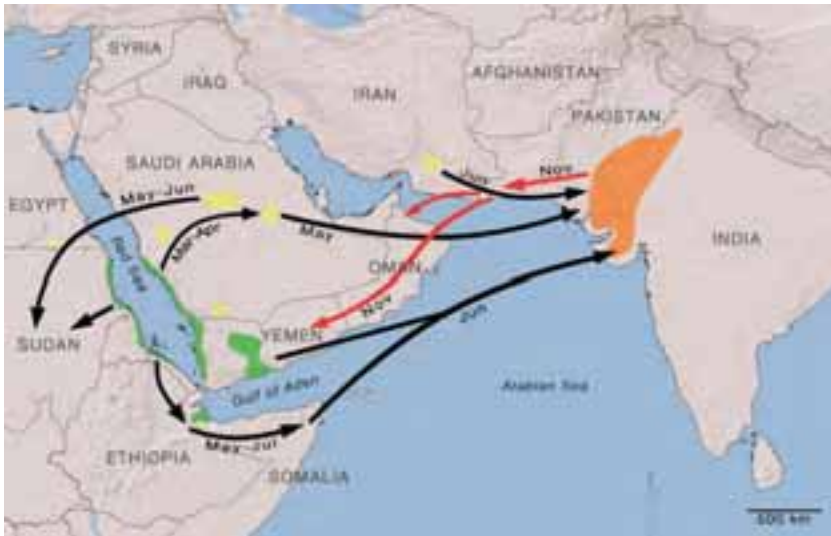 SYRIA
AFGHANISTAN
IRAQ
IRAN
PAKISTAN
SAUDI ARABIA
Jun
Nov
May-Jun
EGYPT
Mar-Apr
May
Red Sea
INDIA
OMAN
Nov
Jun
SUDAN
YEMEN
Gulf of Aden
Arabian Sea
May-Jul
ETHIOPIA
SOMALIA
500 km